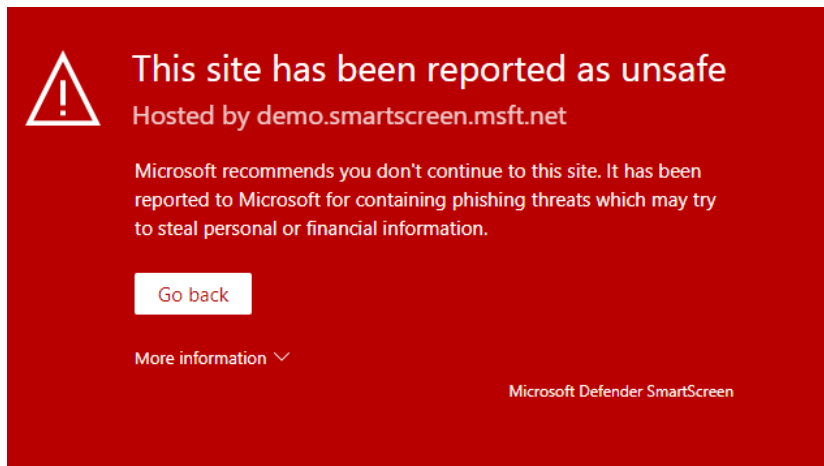 This site has been reported as unsafe
Hosted by demo.smartscreen.msft.net
Microsoft recommends you don't continue to this site. It has been
reported to Microsoft for containing phishing threats which may try
to steal personal or financial information.
Go back
More information
Microsoft Defender SmartScreen